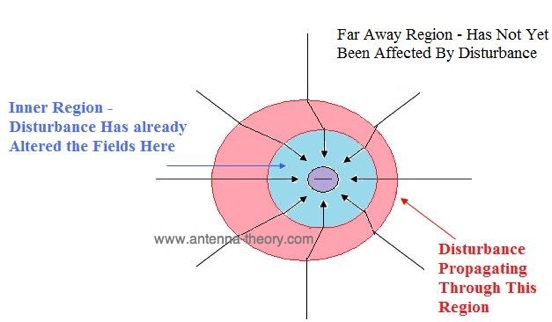 Far Away Region - Has Not Yet
Been Affected By Disturbance
Inner Region -
Disturbance Has already
Altered the Fields Here
www.antenna-theory.com
Disturbance
Propagating
Through This
Region